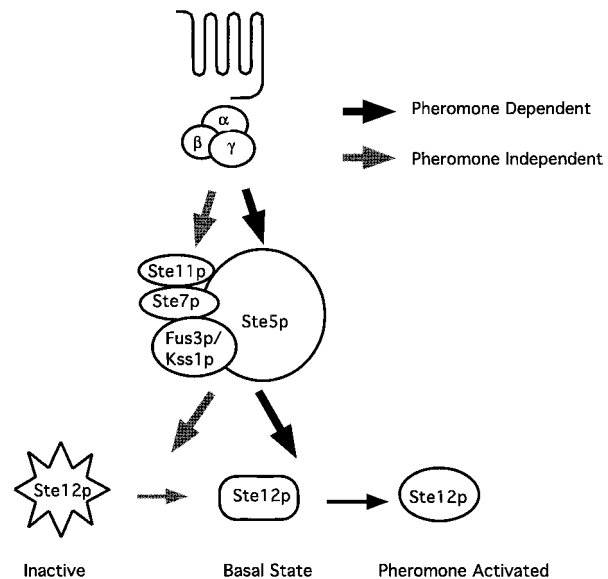 α
β γ
Pheromone Dependent
Pheromone Independent
Ste11p
Ste7p
Ste5p
Fus3p/
Kss1p
Ste12p
Ste12p
Ste12p
Inactive
Basal State
Pheromone Activated